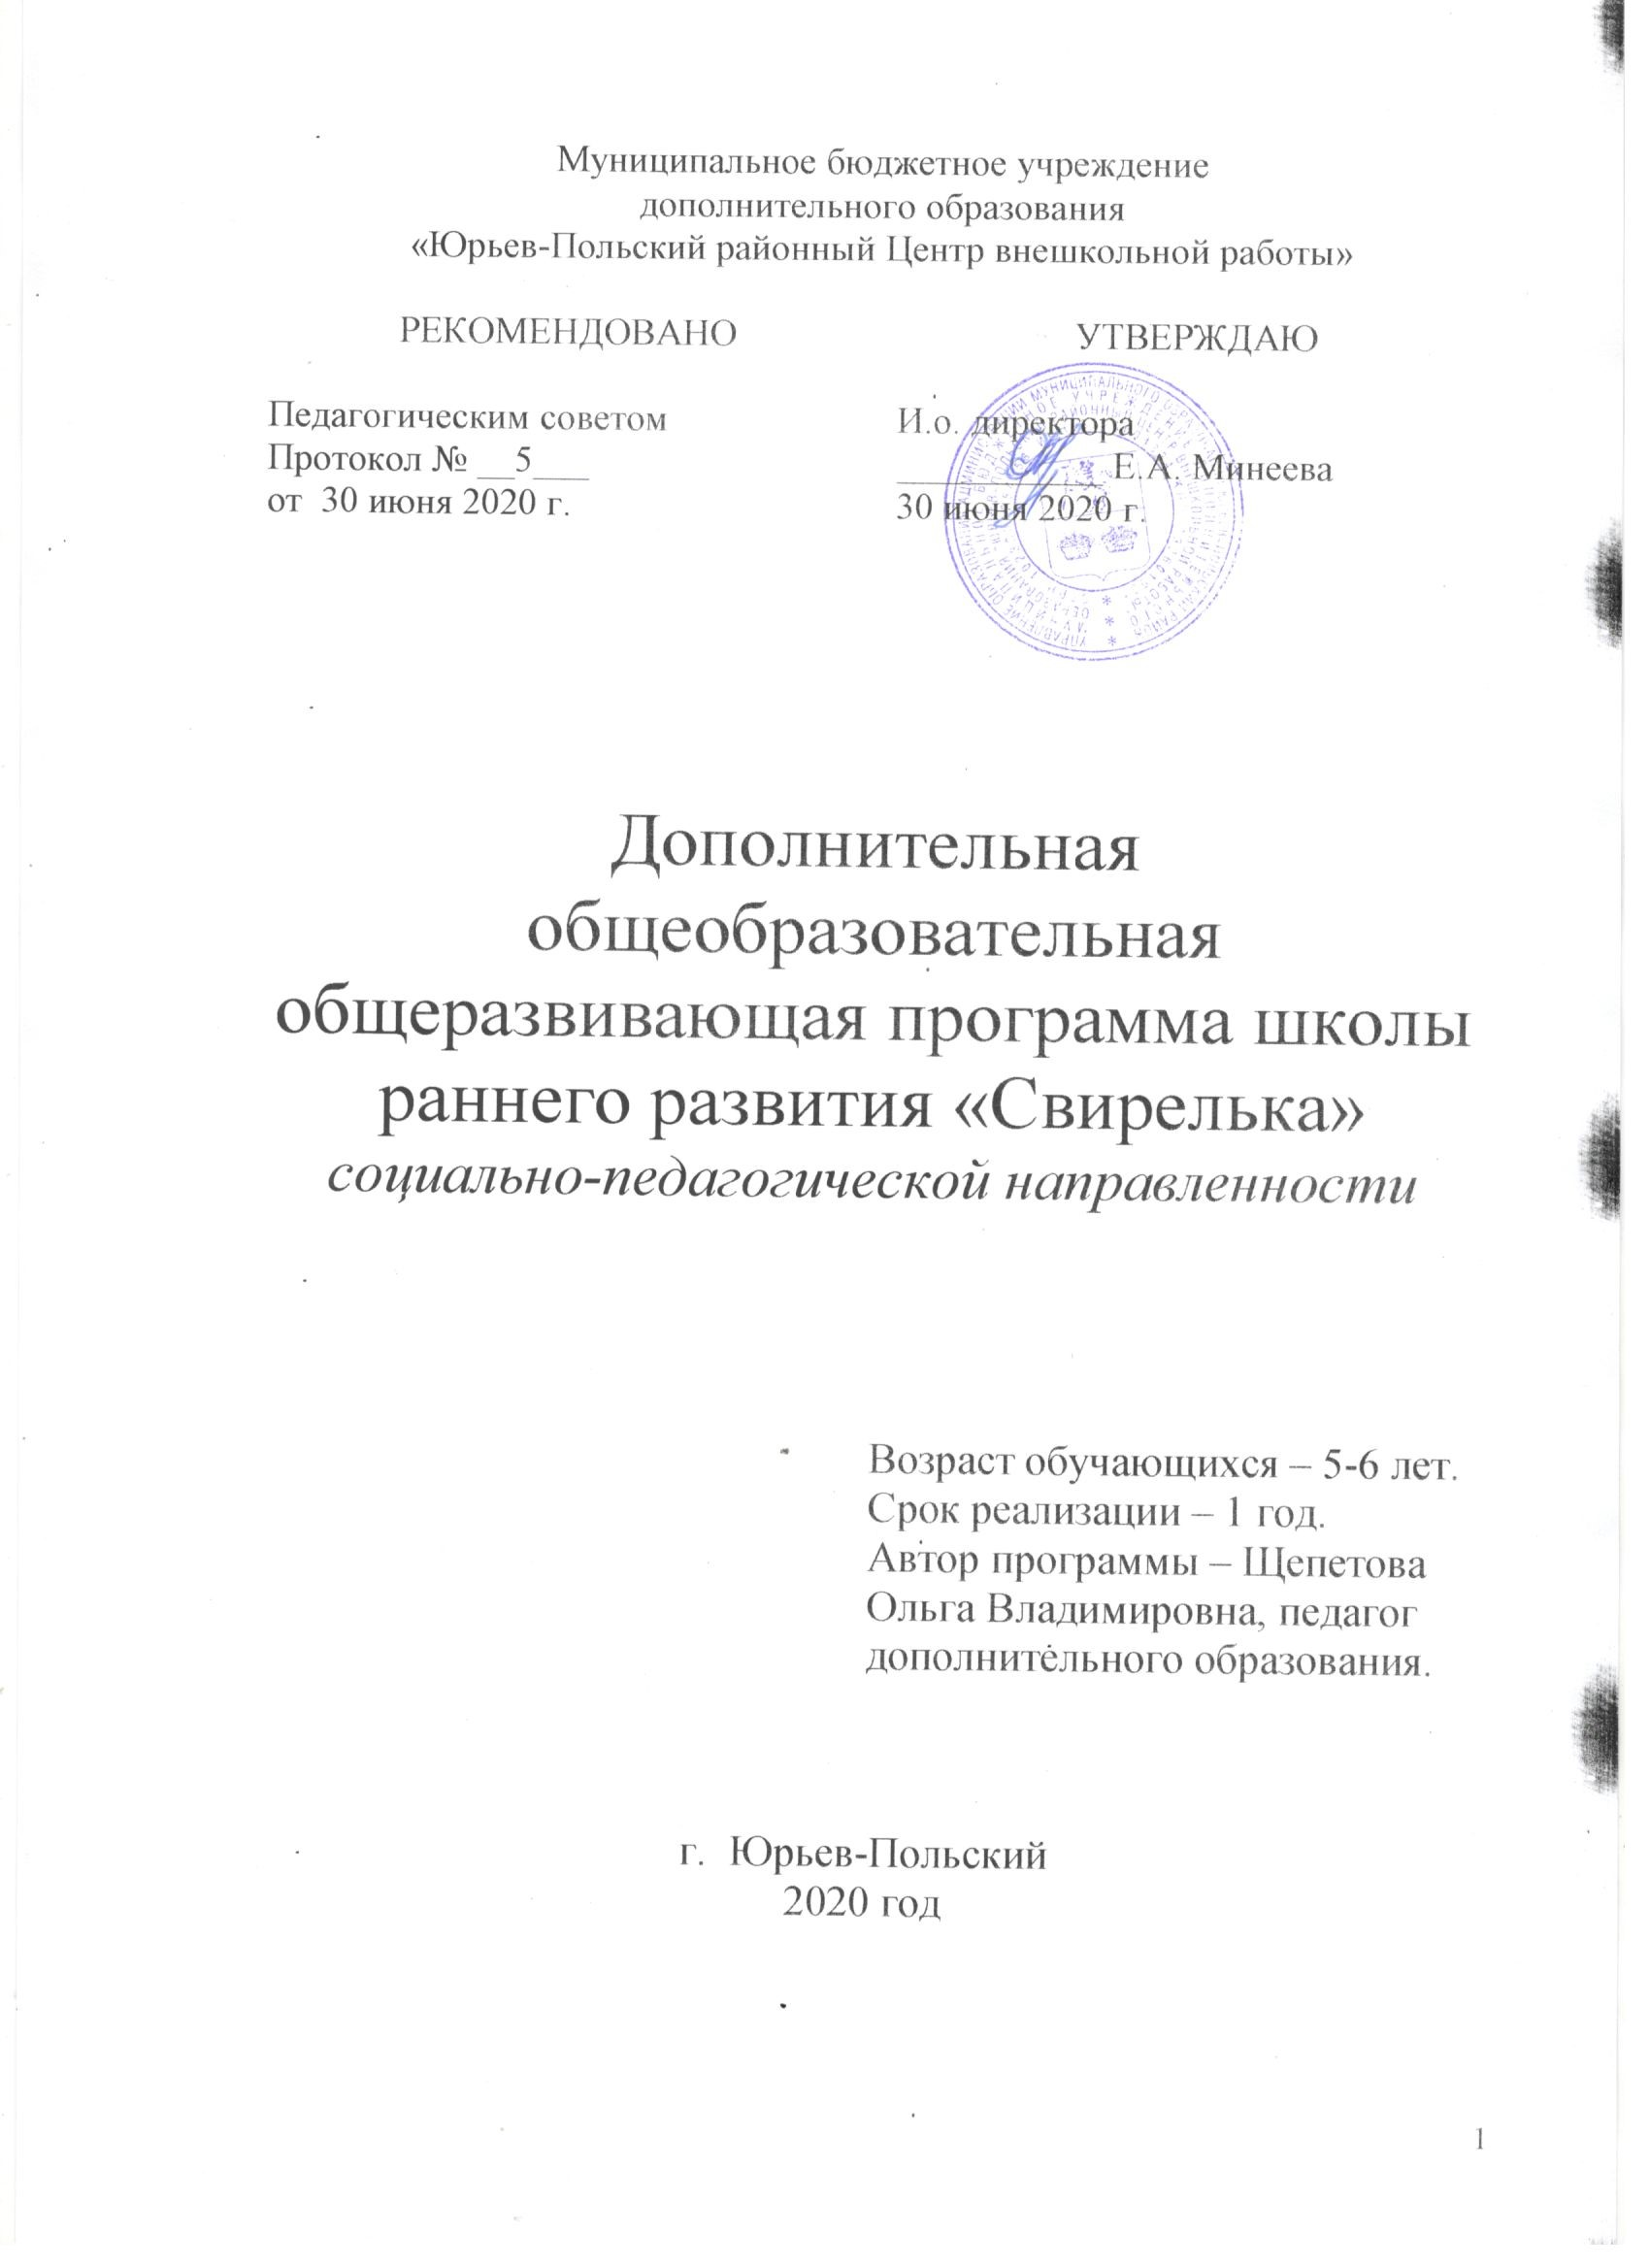 Муниципальное бюджетное учреждение
дополнительного образования
«Юрьев-Польский районный Центр внешкольной работы»
РЕКОМЕНДОВАНО
Педагогическим советом
Протокол № __5___
от 30 июня 2020 г.
УТВЕРЖДАЮ
И.о. директора
___________ Е.А. Минеева
30 июня 2020 г.
Дополнительная
общеобразовательная
общеразвивающая программа школы
раннего развития «Свирелька»
социально-педагогической направленности
Возраст обучающихся – 5-6 лет.
Срок реализации – 1 год.
Автор программы – Щепетова
Ольга Владимировна, педагог
дополнительного образования.
г. Юрьев-Польский
2020 год
1